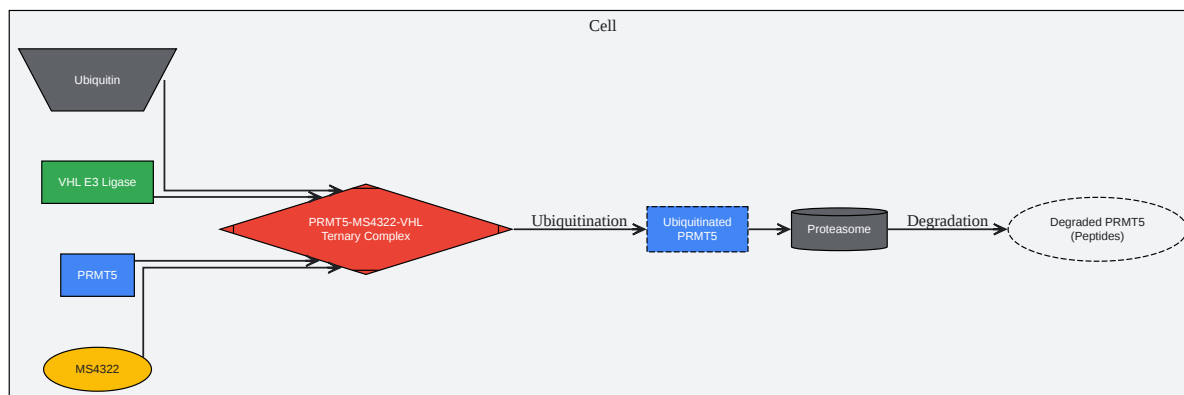 Cell
Ubiquitin
VHL E3 Ligase
PRMT5-MS4322-VHL
Ternary Complex
Ubiquitination
Ubiquitinated
PRMT5
Proteasome
Degradation
Degraded PRMT5
(Peptides)
PRMT5
MS4322